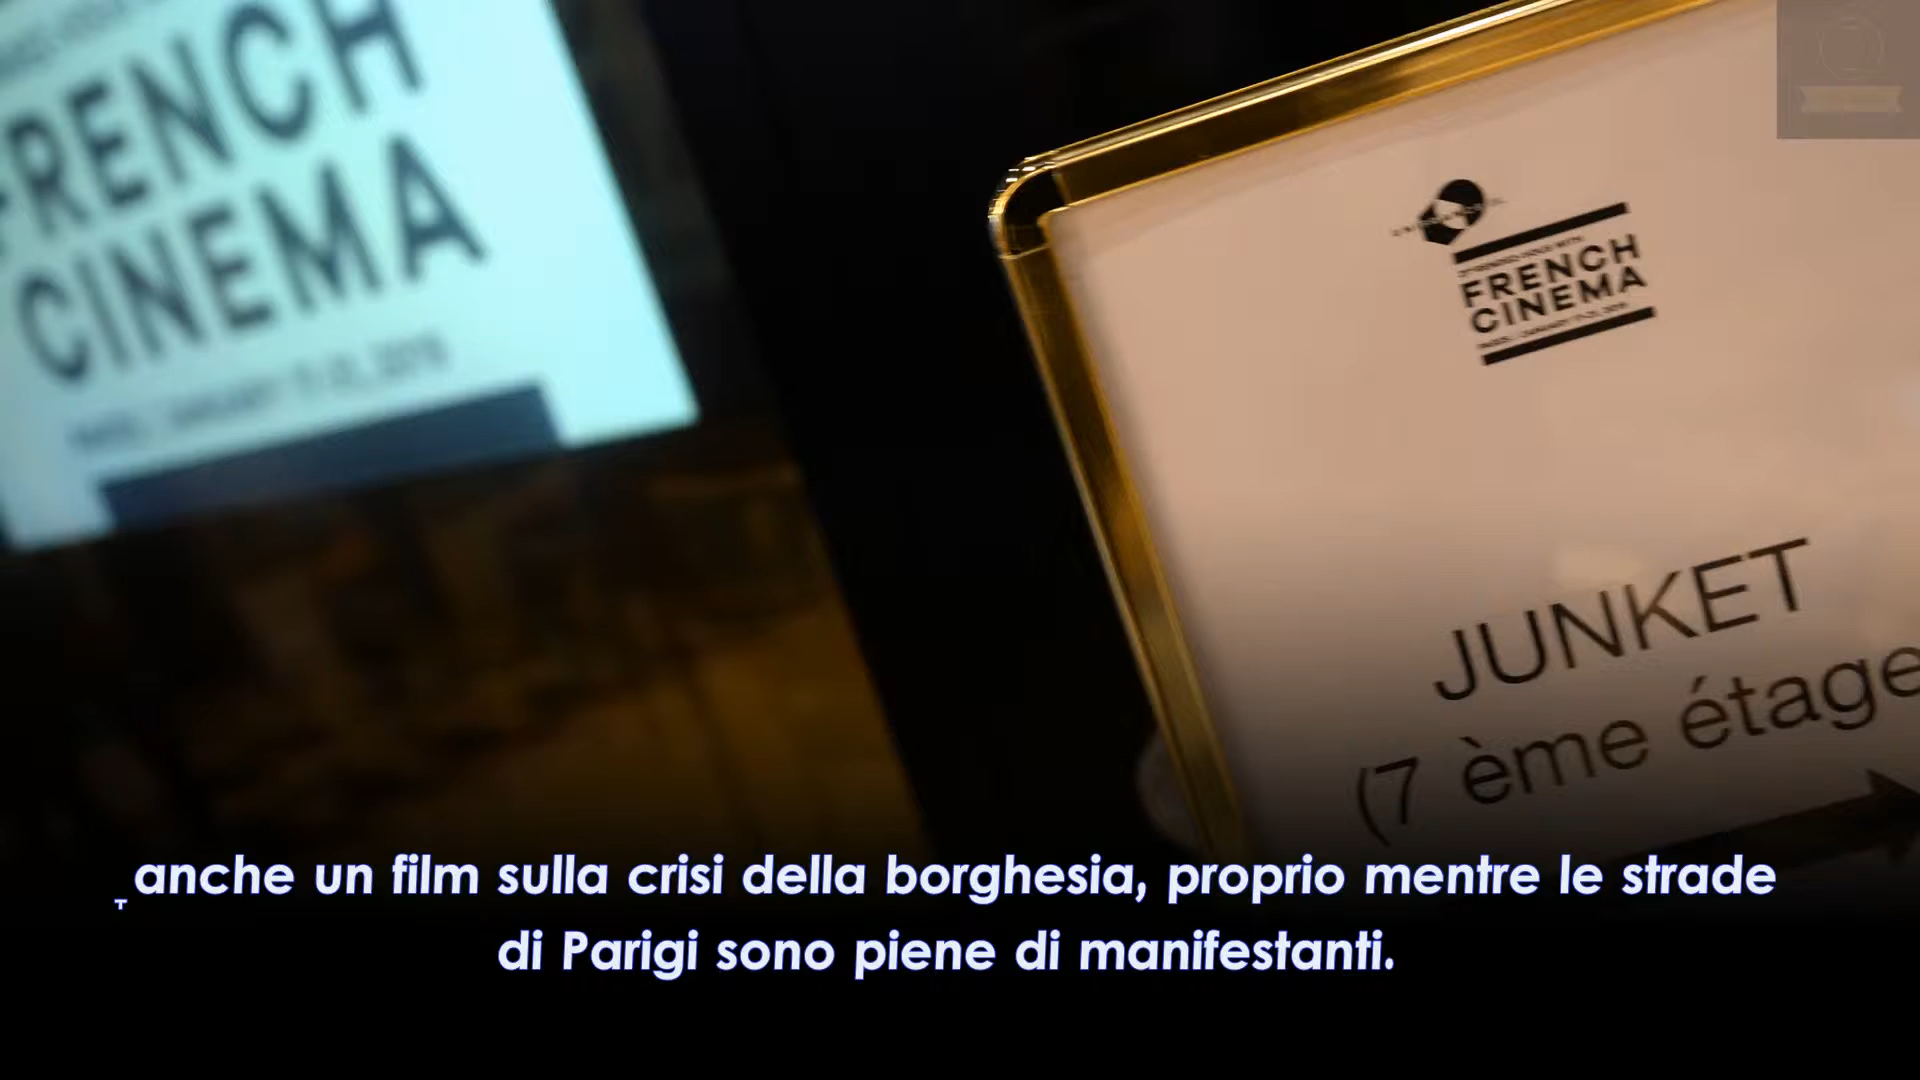 FRENCH
CINEMA
FRENCH
CINEMA
JUNKET
(7 ème étage
anche un film sulla crisi della borghesia, proprio mentre le strade
di Parigi sono piene di manifestanti.